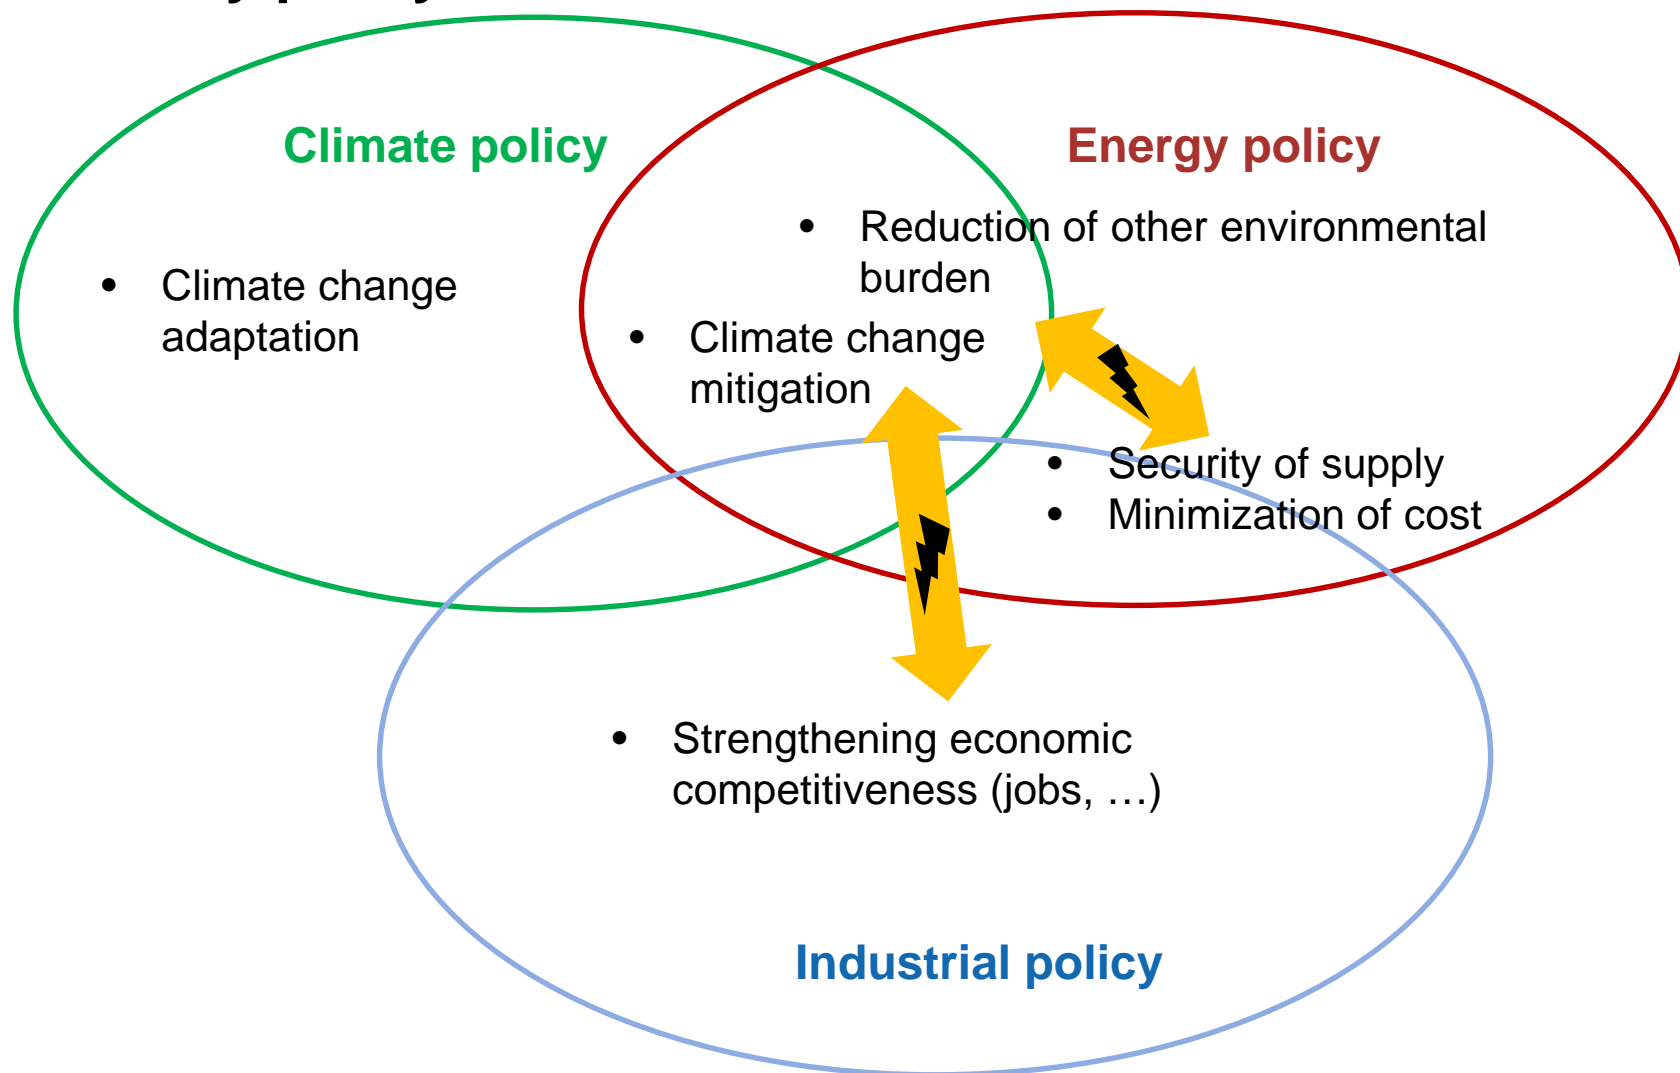 Climate policy
Energy policy
• Reduction of other environmental
burden
• Climate change
adaptation
• Climate change
mitigation
• Security of supply
• Minimization of cost
• Strengthening economic
competitiveness (jobs, …)
Industrial policy